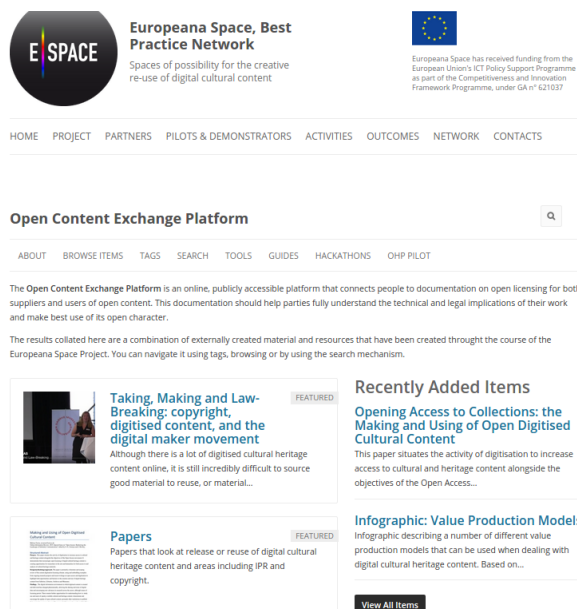 E SPACE
Europeana Space, Best
Practice Network
Spaces of possibility for the creative
re-use of digital cultural content
Europeana Space has received funding from the
European Union's ICT Policy Support Programme
as part of the Competitiveness and Innovation
Framework Programme, under GA n° 621037
HOME PROJECT PARTNERS PILOTS & DEMONSTRATORS ACTIVITIES OUTCOMES NETWORK CONTACTS
Open Content Exchange Platform
ABOUT BROWSE ITEMS TAGS SEARCH TOOLS GUIDES HACKATHONS OHP PILOT
The Open Content Exchange Platform is an online, publicly accessible platform that connects people to documentation on open licensing for both
suppliers and users of open content. This documentation should help parties fully understand the technical and legal implications of their work
and make best use of its open character.
The results collated here are a combination of externally created material and resources that have been created throught the course of the
Europeana Space Project. You can navigate it using tags, browsing or by using the search mechanism.
Taking, Making and Law-
Breaking: copyright,
digitised content, and the
digital maker movement
FEATURED
Although there is a lot of digitised cultural heritage
content online, it is still incredibly difficult to source
good material to reuse, or material...
Making and Using of Open Digitised
Cultural Content
Papers
FEATURED
Papers that look at release or reuse of digital cultural
heritage content and areas including IPR and
copyright.
Recently Added Items
Opening Access to Collections: the
Making and Using of Open Digitised
Cultural Content
This paper situates the activity of digitisation to increase
access to cultural and heritage content alongside the
objectives of the Open Access...
Infographic: Value Production Models
Infographic describing a number of different value
production models that can be used when dealing with
digital cultural heritage content. Based on...
View All Items